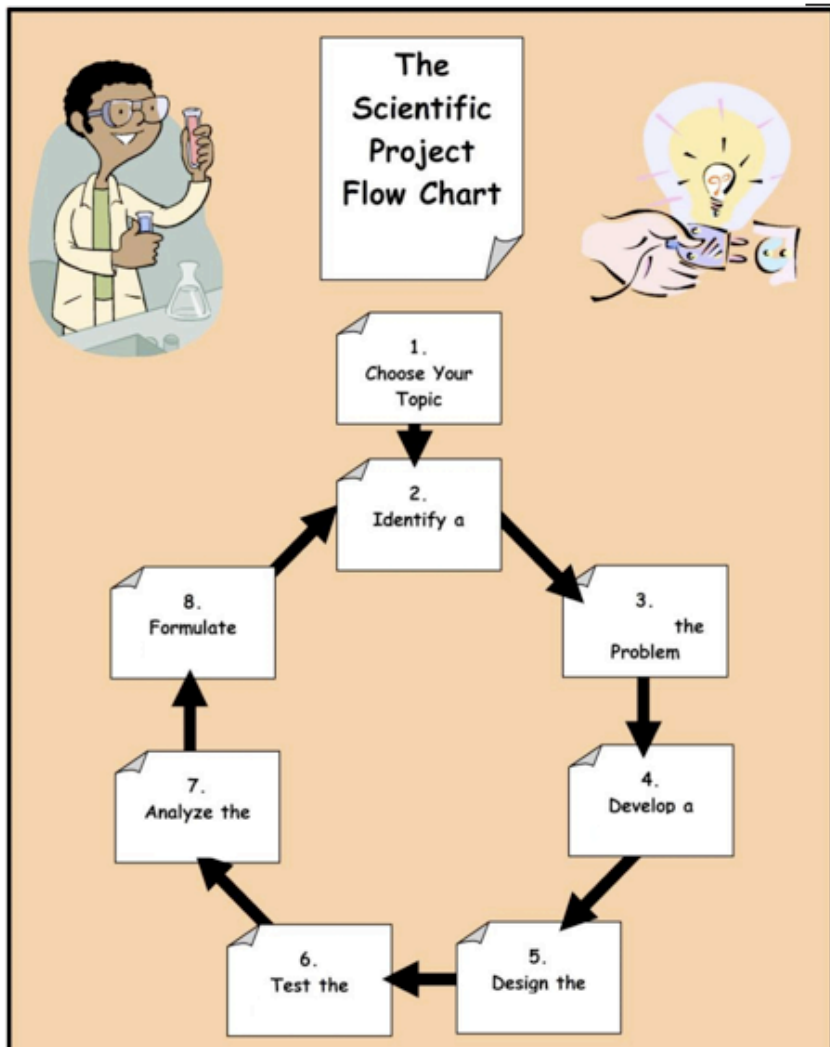 The
Scientific
Project
Flow Chart
1.
Choose Your
Topic
2.
Identify a
3.
the
Problem
4.
Develop a
5.
Design the
6.
Test the
7.
Analyze the
8.
Formulate